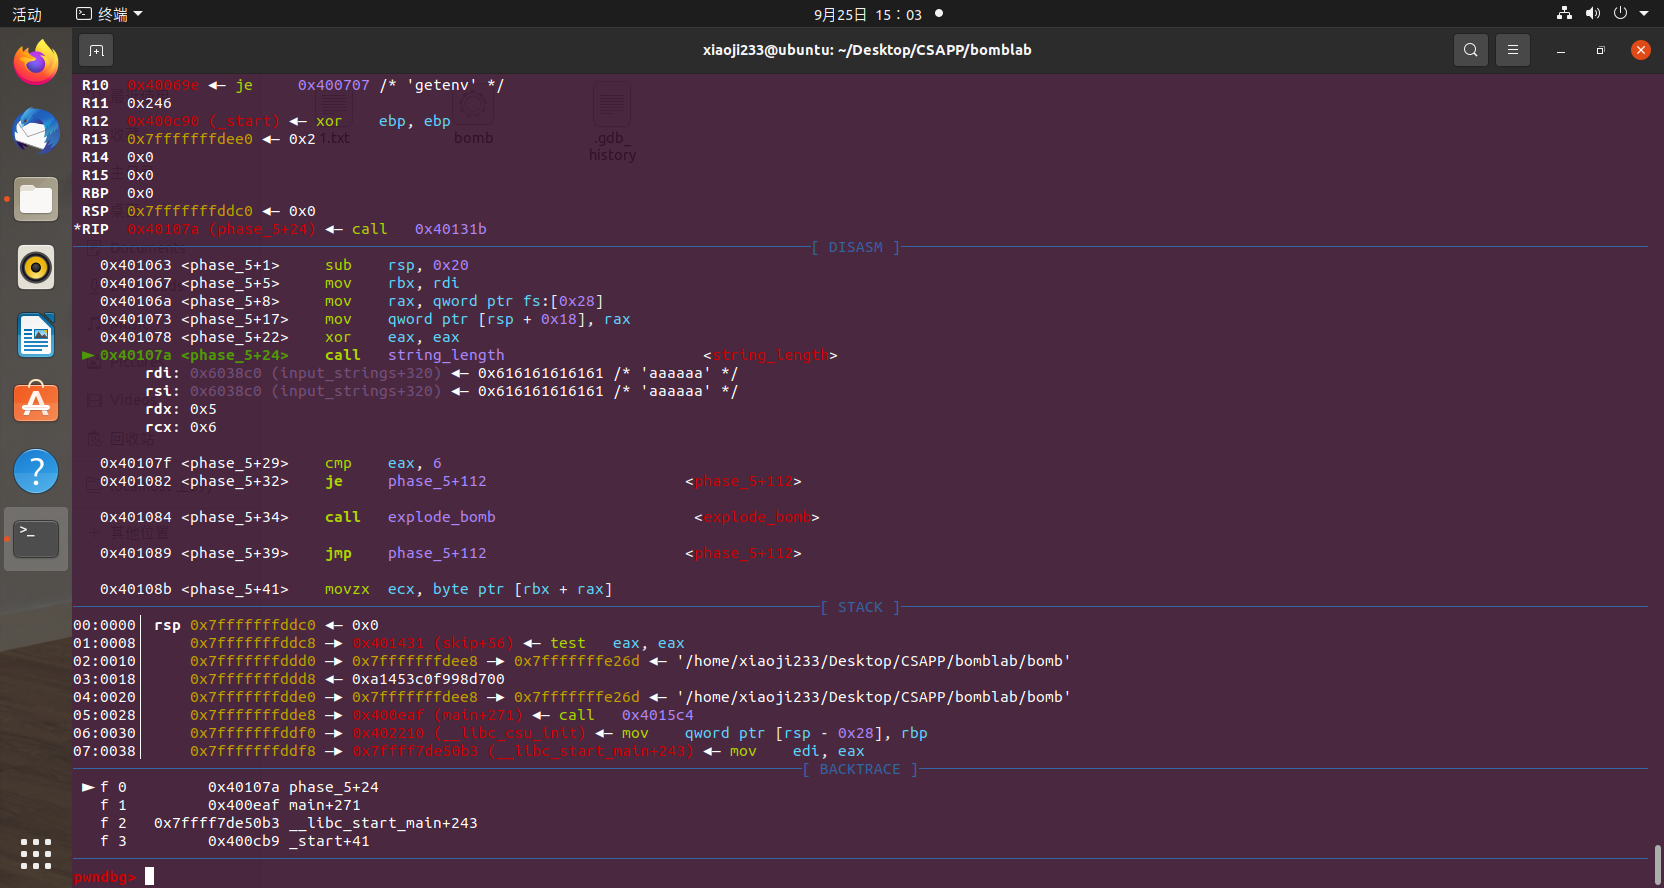 活动 终端 9月25日 15：03
xiaoji233@ubuntu: ~/Desktop/CSAPP/bomblab
R10 0x40069e ◂— je 0x400707 /* 'getenv' */
R11 0x246
R12 0x400c90 (_start) ◂— xor ebp, ebp
R13 0x7fffffffdee0 ◂— 0x2
1.txt bomb .gdb_
history
R14 0x0
R15 0x0
RBP 0x0
RSP 0x7fffffffddc0 ◂— 0x0
*RIP 0x40107a (phase_5+24) ◂— call 0x40131b
[ DISASM ]
0x401063 <phase_5+1> sub rsp, 0x20
0x401067 <phase_5+5> mov rbx, rdi
0x40106a <phase_5+8> mov rax, qword ptr fs:[0x28]
0x401073 <phase_5+17> mov qword ptr [rsp + 0x18], rax
0x401078 <phase_5+22> xor eax, eax
► 0x40107a <phase_5+24> call string_length <string_length>
rdi: 0x6038c0 (input_strings+320) ◂— 0x616161616161 /* 'aaaaaa' */
rsi: 0x6038c0 (input_strings+320) ◂— 0x616161616161 /* 'aaaaaa' */
rdx: 0x5
rcx: 0x6
回收站
0x40107f <phase_5+29> cmp eax, 6
0x401082 <phase_5+32> je phase_5+112 <phase_5+112>
0x401084 <phase_5+34> call explode_bomb <explode_bomb>
其他位置
0x401089 <phase_5+39> jmp phase_5+112 <phase_5+112>
0x40108b <phase_5+41> movzx ecx, byte ptr [rbx + rax]
[ STACK ]
00:0000│ rsp 0x7fffffffddc0 ◂— 0x0
01:0008│ 0x7fffffffddc8 —▸ 0x401431 (skip+56) ◂— test eax, eax
02:0010│ 0x7fffffffddd0 —▸ 0x7fffffffdee8 —▸ 0x7fffffffe26d ◂— '/home/xiaoji233/Desktop/CSAPP/bomblab/bomb'
03:0018│ 0x7fffffffddd8 ◂— 0xa1453c0f998d700
04:0020│ 0x7fffffffdde0 —▸ 0x7fffffffdee8 —▸ 0x7fffffffe26d ◂— '/home/xiaoji233/Desktop/CSAPP/bomblab/bomb'
05:0028│ 0x7fffffffdde8 —▸ 0x400eaf (main+271) ◂— call 0x4015c4
06:0030│ 0x7fffffffddf0 —▸ 0x402210 (__libc_csu_init) ◂— mov qword ptr [rsp - 0x28], rbp
07:0038│ 0x7fffffffddf8 —▸ 0x7ffff7de50b3 (__libc_start_main+243) ◂— mov edi, eax
[ BACKTRACE ]
► f 0 0x40107a phase_5+24
f 1 0x400eaf main+271
f 2 0x7ffff7de50b3 __libc_start_main+243
f 3 0x400cb9 _start+41
pwndbg>